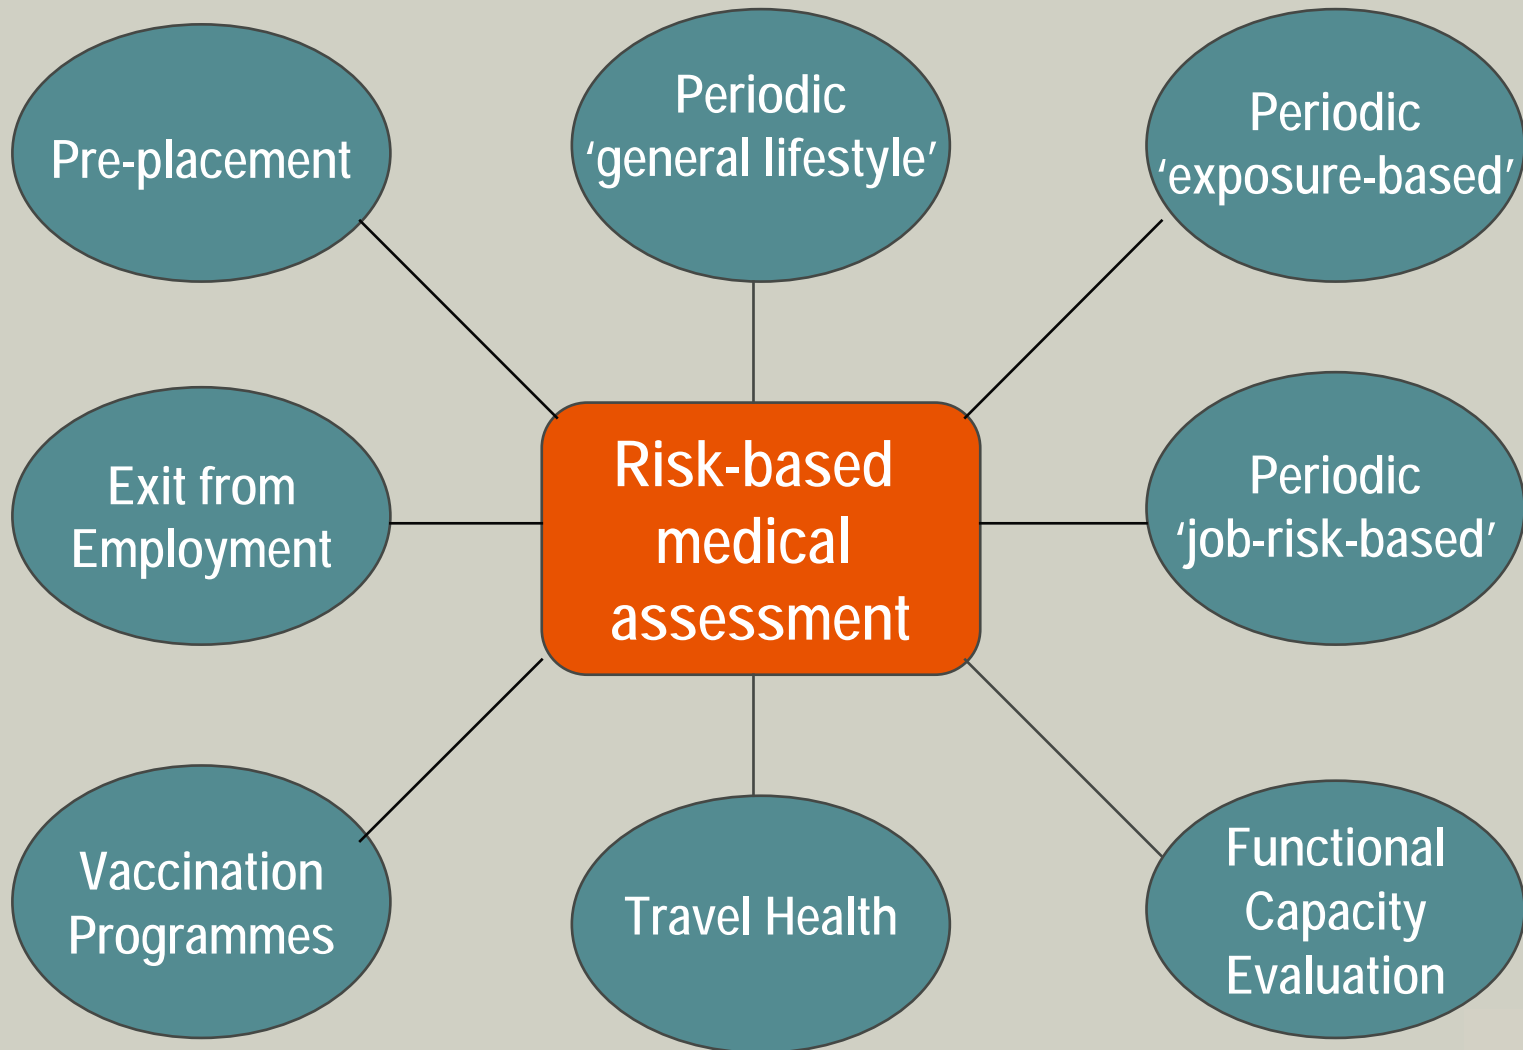 Pre-placement
Periodic
‘general lifestyle’
Periodic
‘exposure-based’
Exit from
Employment
Risk-based
medical
assessment
Periodic
‘job-risk-based’
Vaccination
Programmes
Travel Health
Functional
Capacity
Evaluation